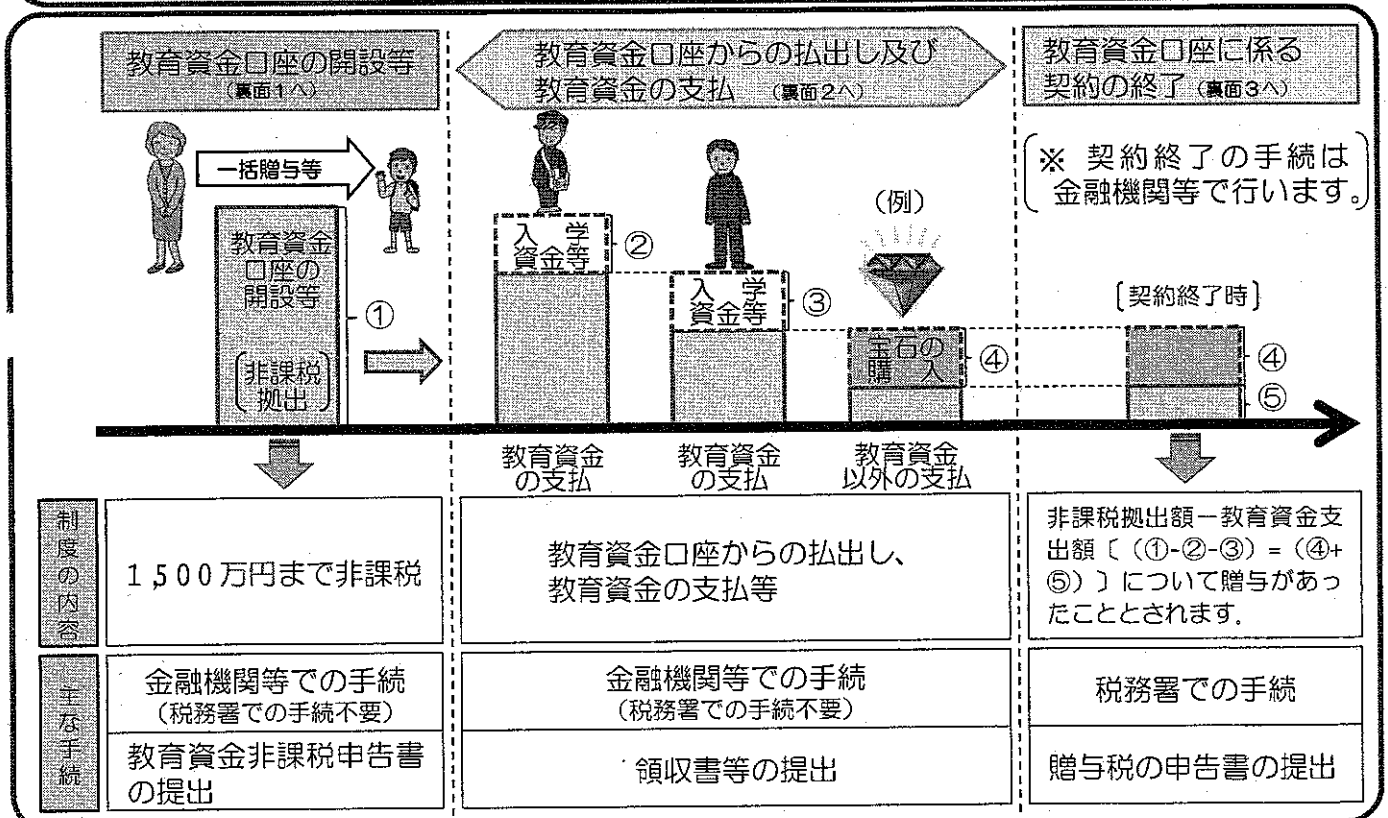 教育資金口座の開設等
(裏面1へ)
教育資金口座からの払出し及び
教育資金の支払 (裏面2へ)
教育資金口座に係る
契約の終了 (裏面3へ)
一括贈与等
※ 契約終了の手続は
金融機関等で行います。
教育資金
口座の
開設等
非課税
拠出
①
入 学
資金等
②
入 学
資金等
③
(例)
宝石の
購 入
④
[契約終了時]
④
⑤
教育資金
の支払
教育資金
の支払
教育資金
以外の支払
制度の内容
1,500万円まで非課税
教育資金口座からの払出し、
教育資金の支払等
非課税拠出額ー教育資金支
出額〔 (①-②-③) = (④+
⑤) 〕について贈与があっ
たこととされます.
主な手続
金融機関等での手続
(税務署での手続不要)
金融機関等での手続
(税務署での手続不要)
税務署での手続
教育資金非課税申告書
の提出
領収書等の提出
贈与税の申告書の提出